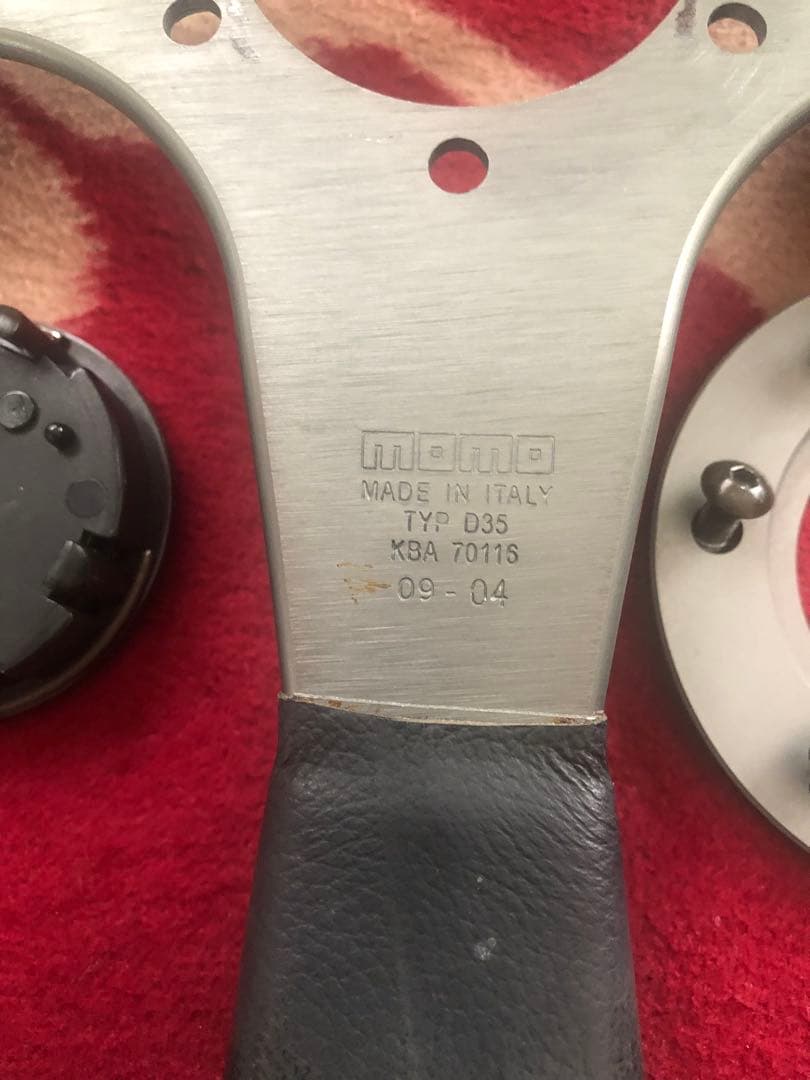 momo
MADE IN ITALY
TYP D35
KBA 70116
09-04